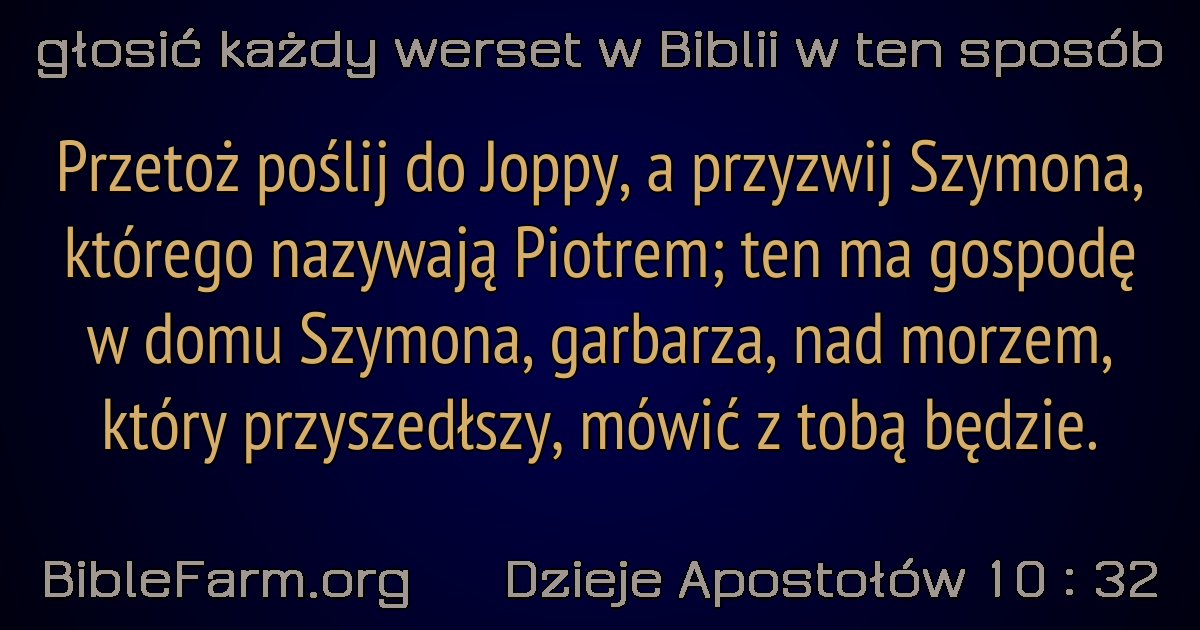 głosić każdy werset w Biblii w ten sposób
Przetoż poślij do Joppy, a przyzwij Szymona,
którego nazywają Piotrem; ten ma gospodę
w domu Szymona, garbarza, nad morzem,
który przyszedłszy, mówić z tobą będzie.
BibleFarm.org Dzieje Apostołów 10 : 32